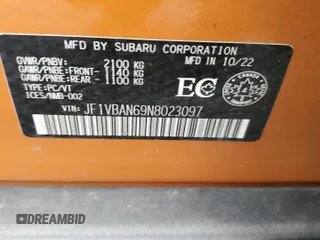 MFD BY SUBARU CORPORATION
GVWR/PNBV: 2100 KG
MFD IN 10/22
GAWR/PNBE:FRONT- 1140 KG
GAWR/PNBE:REAR- 1100 KG
TYPE:PC/VT
ICES/NMB-002
EC
VIN: JF1VBAN69N8023097
DREAMBID